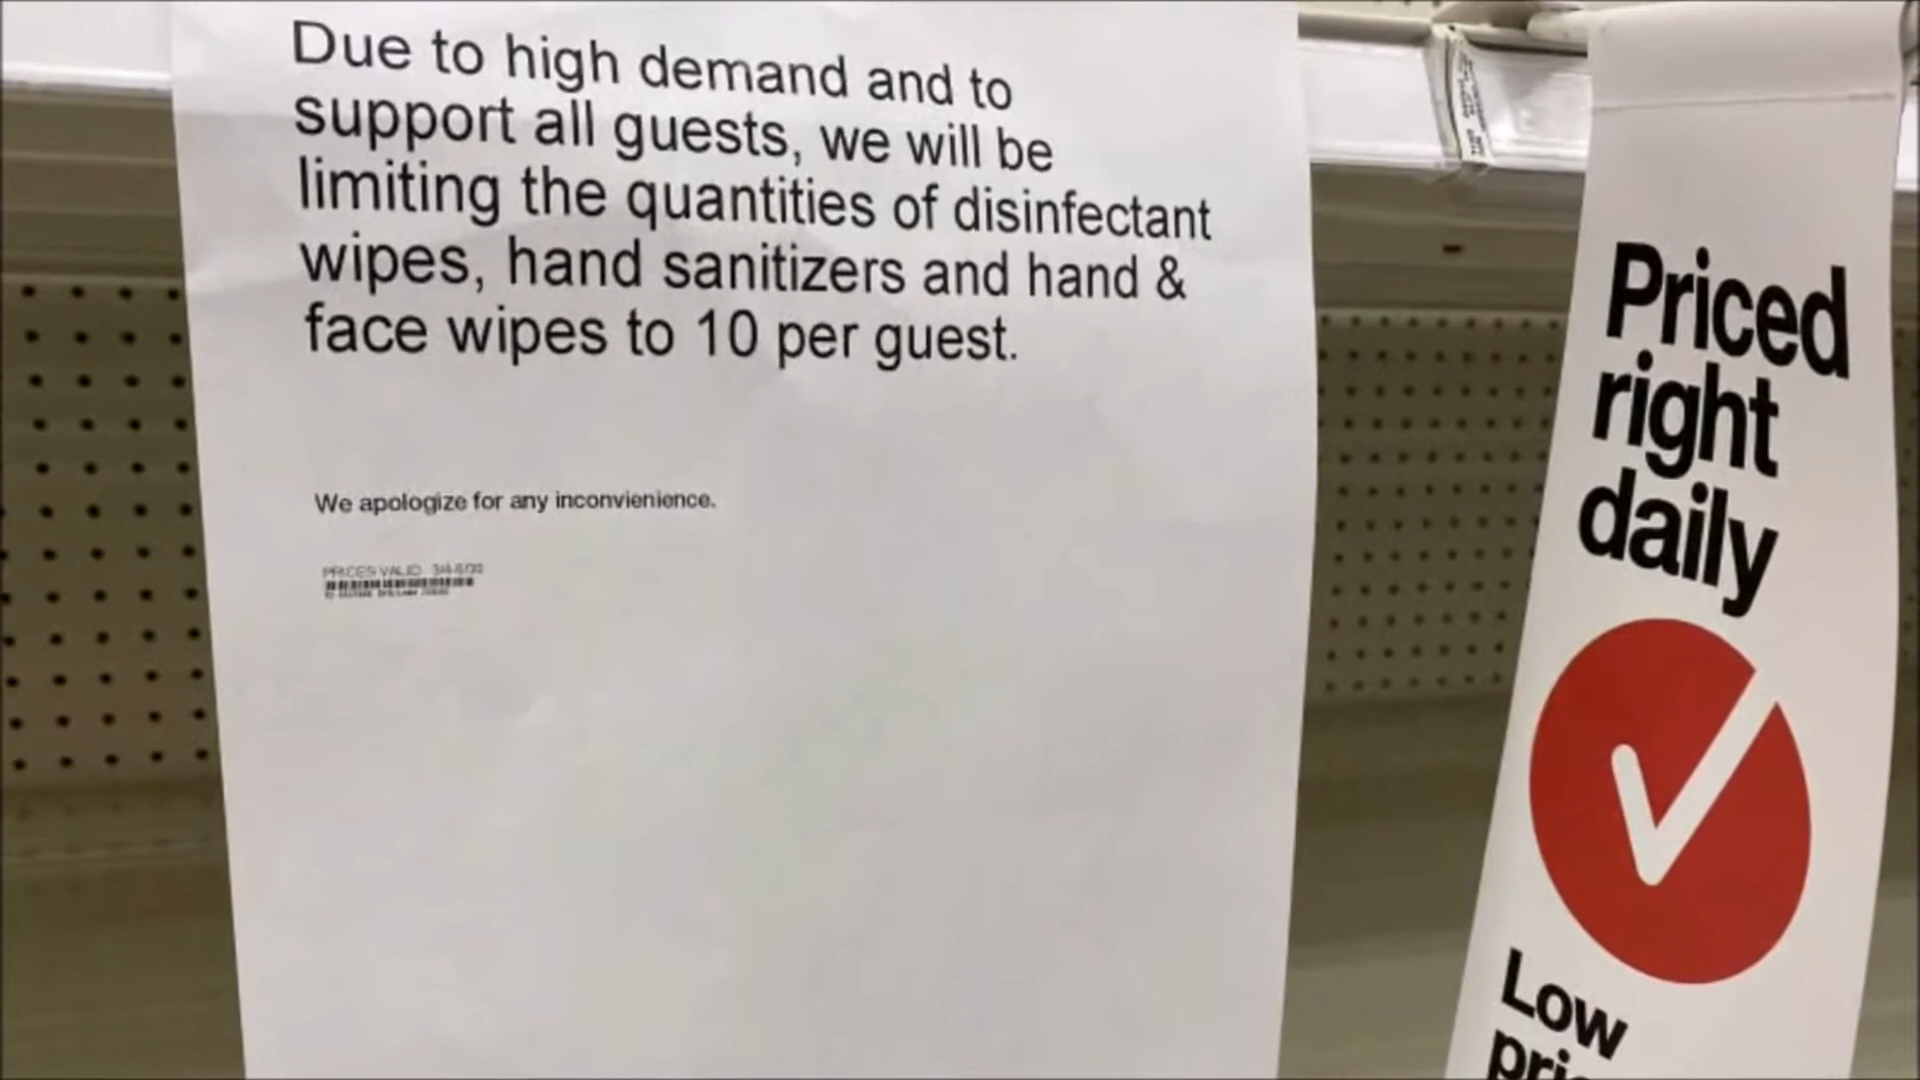 Due to high demand and to
support all guests, we will be
limiting the quantities of disinfectant
wipes, hand sanitizers and hand &
face wipes to 10 per guest.
We apologize for any inconvienience.
PRICES VALID
Priced
right
daily
Low